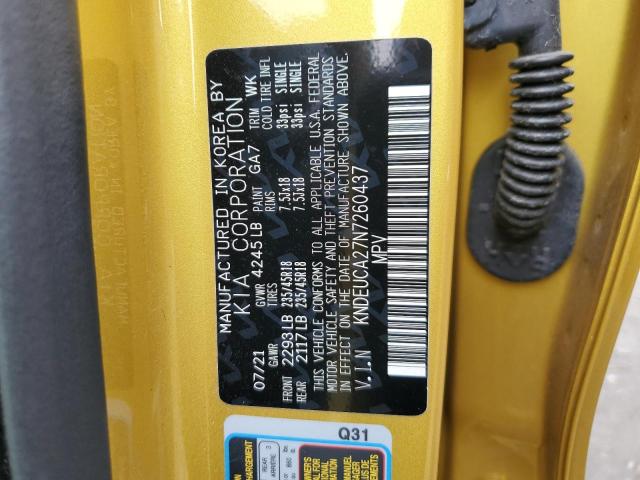 MANUFACTURED IN KOREA BY
KIA CORPORATION
07/21 GVWR 4245LB PAINT GA7 TRIM WK
GAWR TIRES RIMS COLD TIRE INFL
FRONT 2293LB 235/45R18 7.5Jx18 33psi SINGLE
REAR 2117LB 235/45R18 7.5Jx18 33psi SINGLE
THIS VEHICLE CONFORMS TO ALL APPLICABLE U.S.A. FEDERAL
MOTOR VEHICLE SAFETY AND THEFT PREVENTION STANDARDS
IN EFFECT ON THE DATE OF MANUFACTURE SHOWN ABOVE.
V.I.N KNDEUCA27N7260437
MPV
Q31
REAR
ARRIERE 3